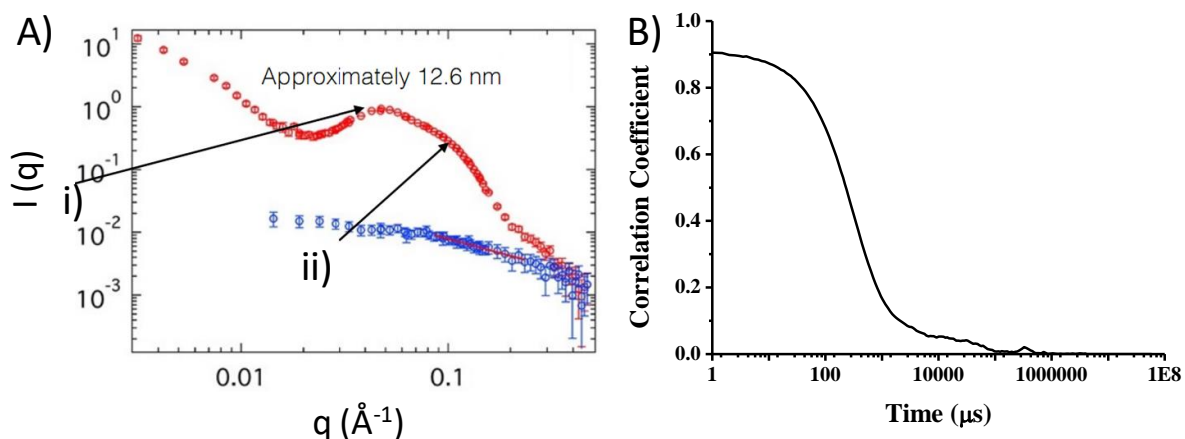 A)
I (q)
10¹
10⁰
10⁻¹
10⁻²
10⁻³
Approximately 12.6 nm
i)
ii)
0.01
0.1
q (Å⁻¹)
B)
Correlation Coefficient
1.0
0.8
0.6
0.4
0.2
0.0
1
100
10000
1000000
1E8
Time (μs)